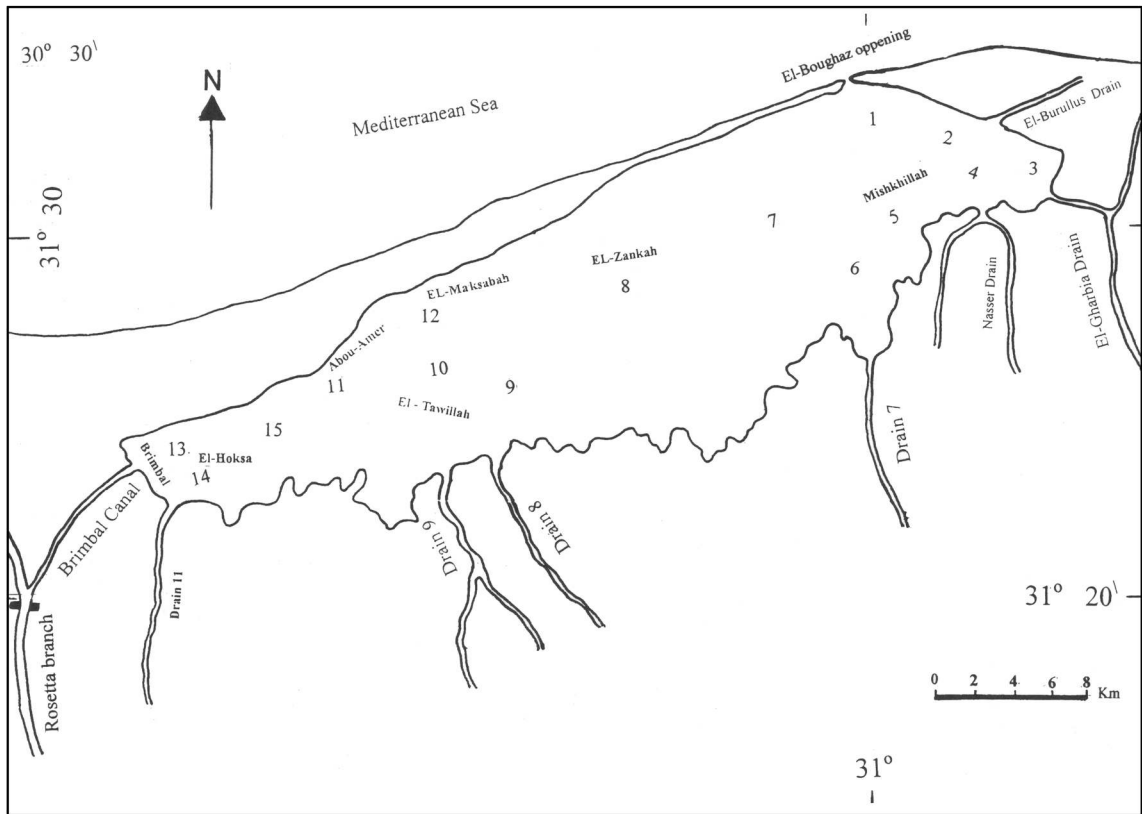 30° 30'
El-Boughaz oppening
N
Mediterranean Sea
El-Burullus Drain
1
2
3
4
Mishkhillah
5
31° 30
7
EL-Zankah
6
8
EL-Maksabah
12
Nasser Drain
El-Gharbia Drain
Abou-Amer
10
11
9
El - Tawillah
15
13
Brimbal
El-Hoksa
14
Drain 7
Brimbal Canal
Drain 9
Drain 8
Drain 11
31° 20'
Rosetta branch
0 2 4 6 8 Km
31°